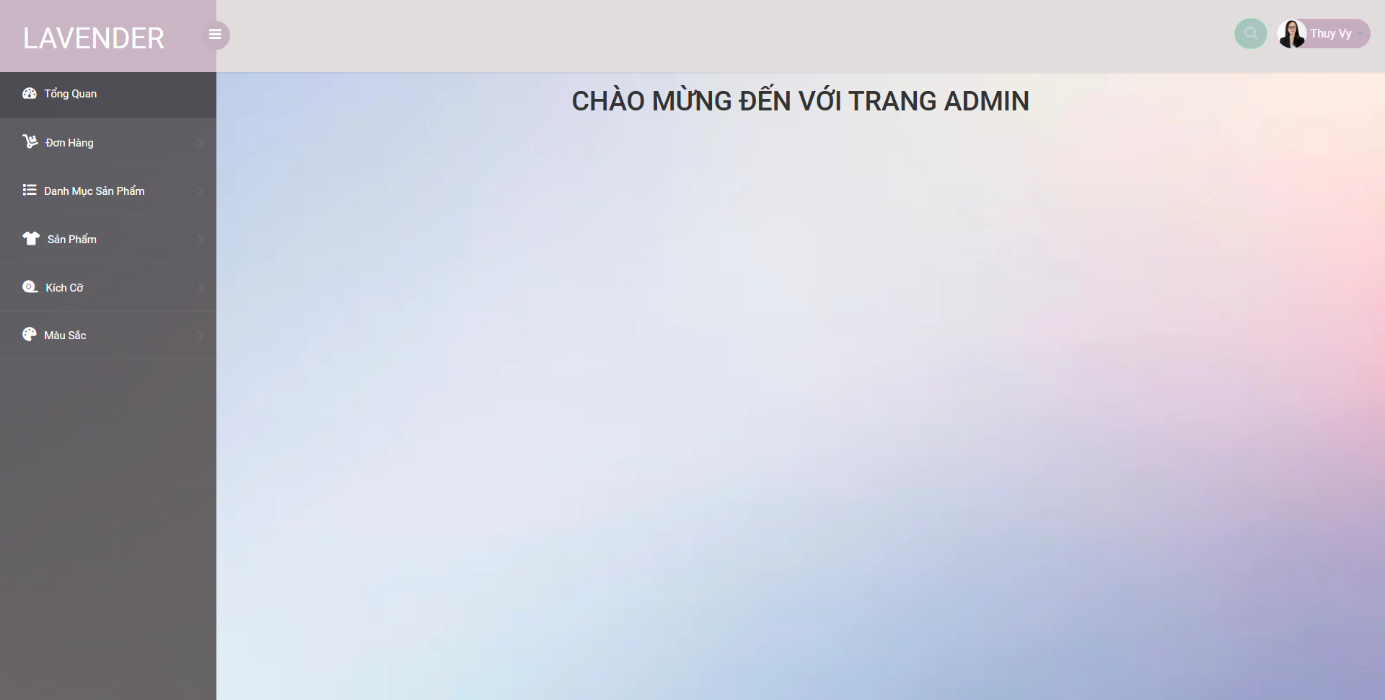 LAVENDER
Thuy Vy
Tổng Quan
CHÀO MỪNG ĐẾN VỚI TRANG ADMIN
Đơn Hàng
Danh Mục Sản Phẩm
Sản Phẩm
Kích Cỡ
Màu Sắc